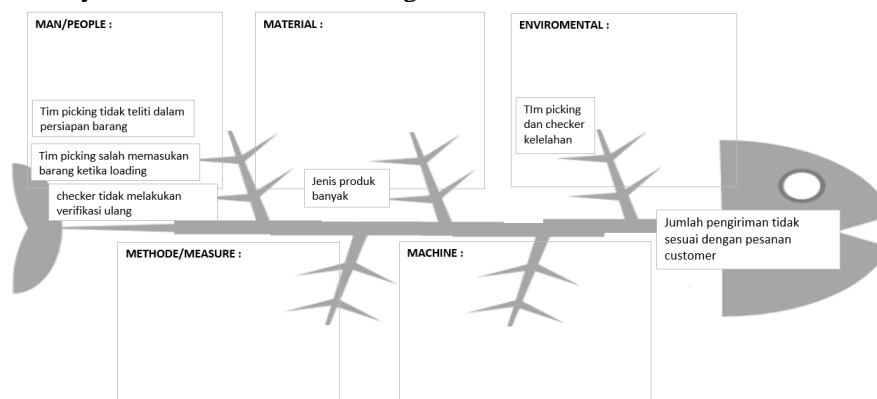 MAN/PEOPLE :
Tim picking tidak teliti dalam
persiapan barang
Tim picking salah memasukan
barang ketika loading
checker tidak melakukan
verifikasi ulang
MATERIAL :
Jenis produk
banyak
ENVIROMENTAL :
TIm picking
dan checker
kelelahan
Jumlah pengiriman tidak
sesuai dengan pesanan
customer
METHODE/MEASURE :
MACHINE :